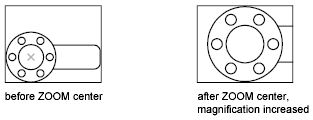 before ZOOM center
after ZOOM center,
magnification increased